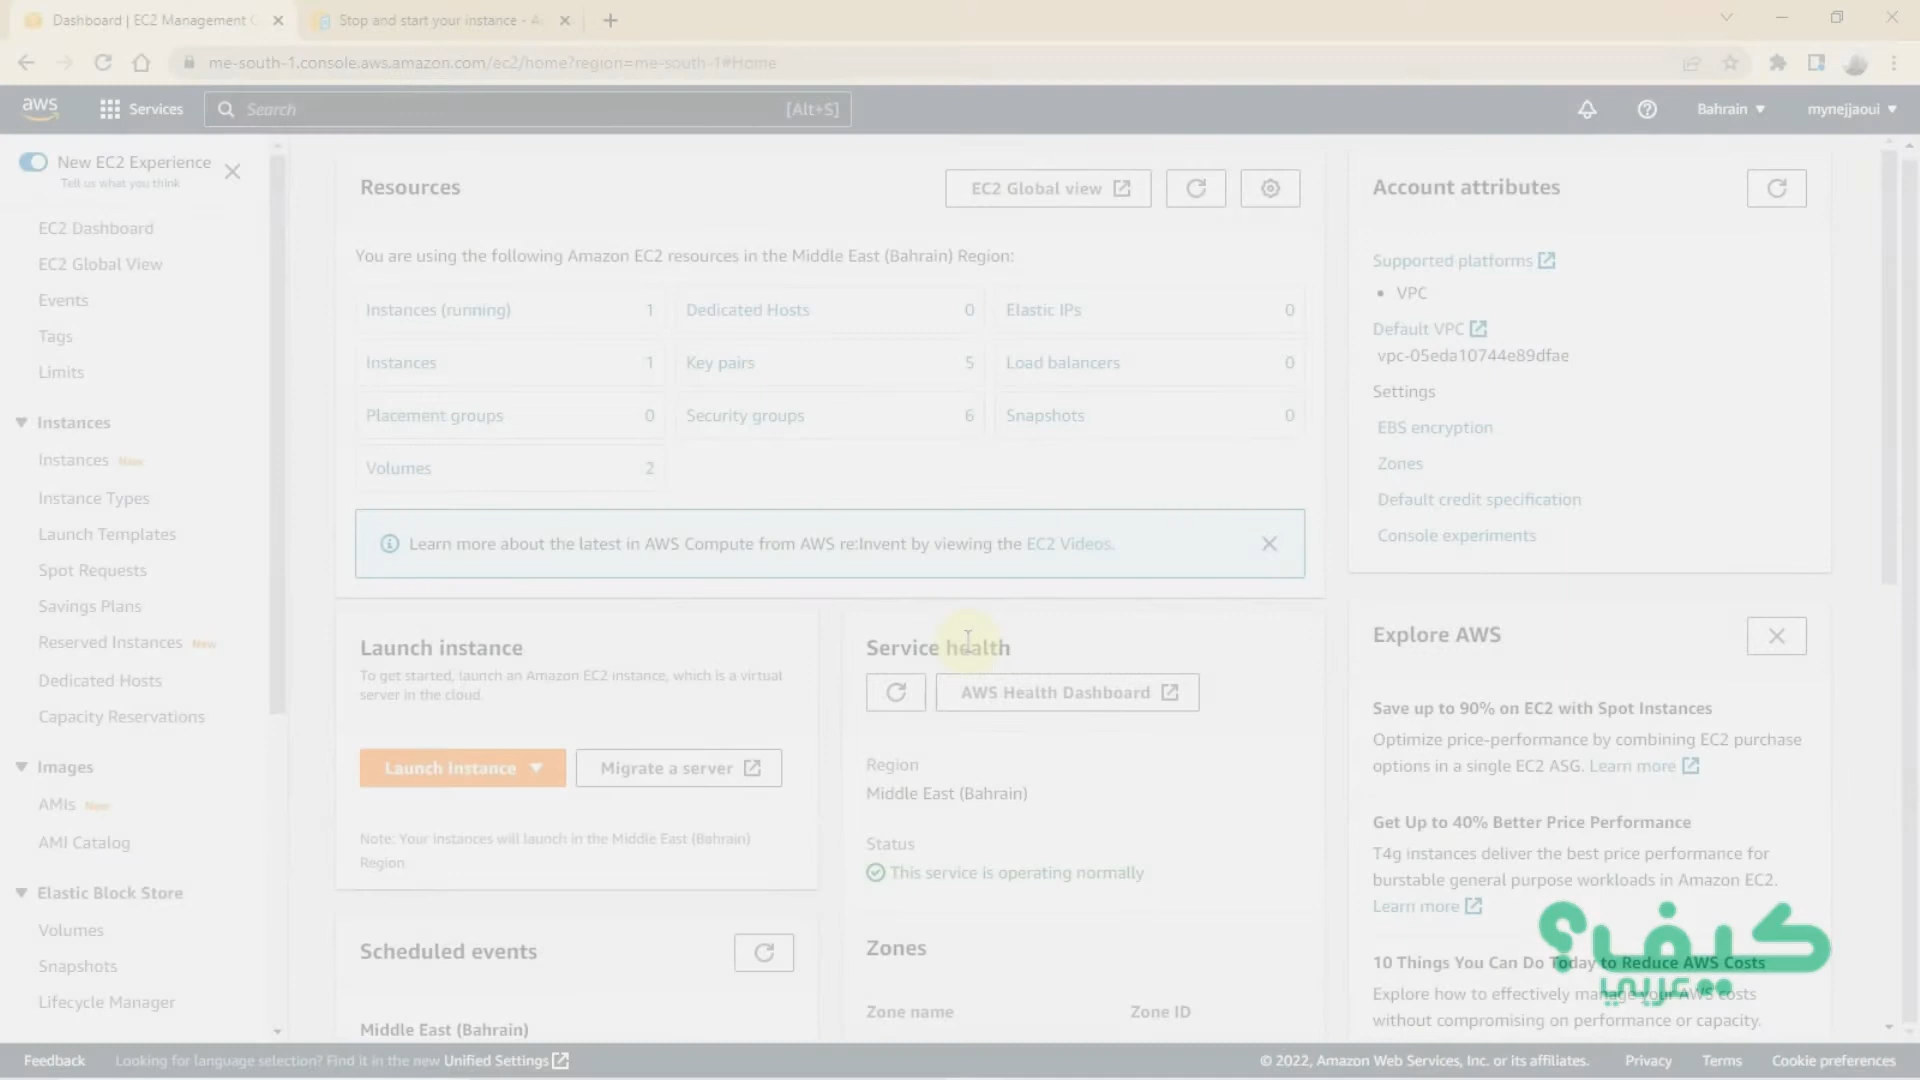 Dashboard | EC2 Management C
Stop and start your instance - A
me-south-1.console.aws.amazon.com/ec2/home?region=me-south-1#Home
aws
Services
Search
[Alt+S]
Bahrain
mynejjaoui
New EC2 Experience
Tell us what you think
EC2 Dashboard
EC2 Global View
Events
Tags
Limits
Instances
Instances New
Instance Types
Launch Templates
Spot Requests
Savings Plans
Reserved Instances New
Dedicated Hosts
Capacity Reservations
Images
AMIs New
AMI Catalog
Elastic Block Store
Volumes
Snapshots
Lifecycle Manager
Resources
EC2 Global view
You are using the following Amazon EC2 resources in the Middle East (Bahrain) Region:
Instances (running) 1 Dedicated Hosts 0 Elastic IPs 0
Instances 1 Key pairs 5 Load balancers 0
Placement groups 0 Security groups 6 Snapshots 0
Volumes 2
Learn more about the latest in AWS Compute from AWS re:Invent by viewing the EC2 Videos.
Launch instance
To get started, launch an Amazon EC2 instance, which is a virtual
server in the cloud.
Launch instance
Migrate a server
Note: Your instances will launch in the Middle East (Bahrain)
Region
Scheduled events
Middle East (Bahrain)
Service health
AWS Health Dashboard
Region
Middle East (Bahrain)
Status
This service is operating normally
Zones
Zone name Zone ID
Account attributes
Supported platforms
• VPC
Default VPC
vpc-05eda10744e89dfae
Settings
EBS encryption
Zones
Default credit specification
Console experiments
Explore AWS
Save up to 90% on EC2 with Spot Instances
Optimize price-performance by combining EC2 purchase
options in a single EC2 ASG. Learn more
Get Up to 40% Better Price Performance
T4g instances deliver the best price performance for
burstable general purpose workloads in Amazon EC2.
Learn more
10 Things You Can Do Today to Reduce AWS Costs
Explore how to effectively manage your AWS costs
without compromising on performance or capacity.
كيف؟
عربي
Feedback
Looking for language selection? Find it in the new Unified Settings
© 2022, Amazon Web Services, Inc. or its affiliates.
Privacy
Terms
Cookie preferences